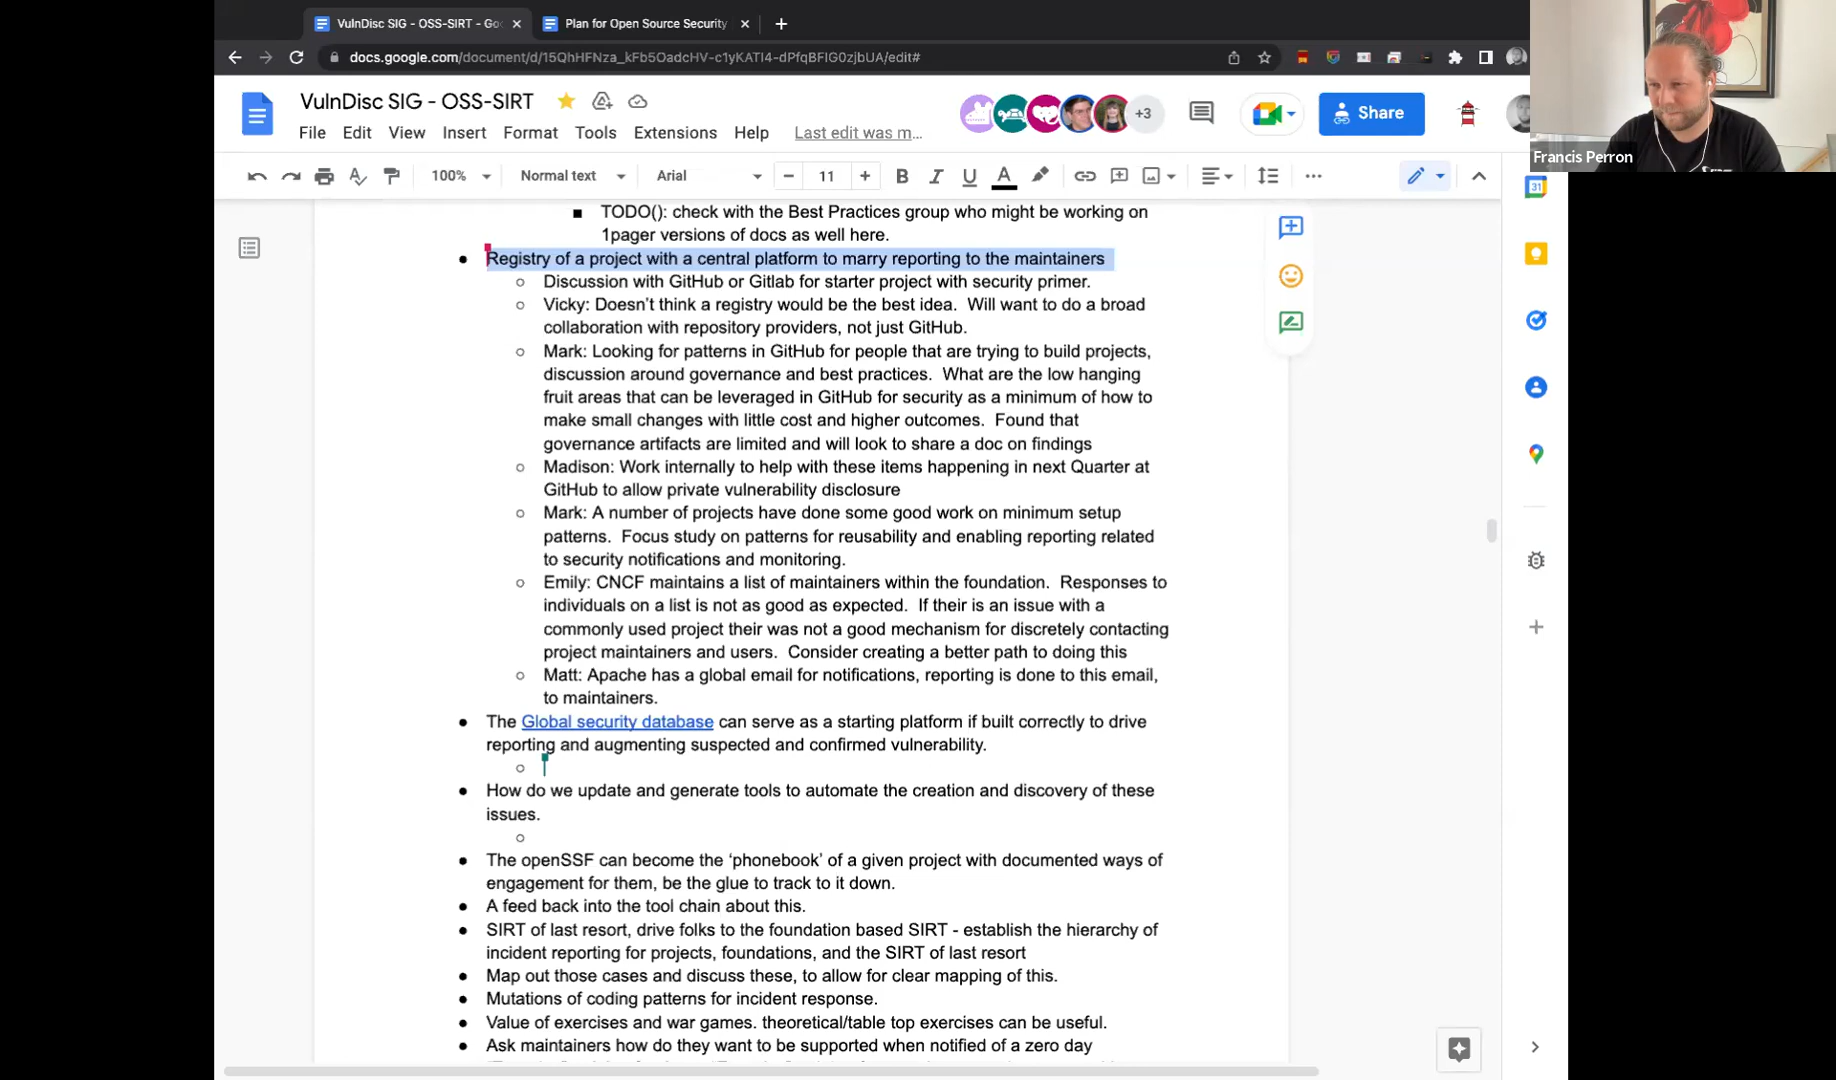 VulnDisc SIG - OSS-SIRT - Go
Plan for Open Source Security
docs.google.com/document/d/15QhHFNza_kFb5OadcHV-c1yKATI4-dPfqBFIG0zjbUA/edit#
VulnDisc SIG - OSS-SIRT
+3
Share
File Edit View Insert Format Tools Extensions Help Last edit was m...
Francis Perron
100% Normal text Arial 11
31
TODO(): check with the Best Practices group who might be working on
1pager versions of docs as well here.
Registry of a project with a central platform to marry reporting to the maintainers
Discussion with GitHub or Gitlab for starter project with security primer.
Vicky: Doesn't think a registry would be the best idea.  Will want to do a broad
collaboration with repository providers, not just GitHub.
Mark: Looking for patterns in GitHub for people that are trying to build projects,
discussion around governance and best practices.  What are the low hanging
fruit areas that can be leveraged in GitHub for security as a minimum of how to
make small changes with little cost and higher outcomes.  Found that
governance artifacts are limited and will look to share a doc on findings
Madison: Work internally to help with these items happening in next Quarter at
GitHub to allow private vulnerability disclosure
Mark: A number of projects have done some good work on minimum setup
patterns.  Focus study on patterns for reusability and enabling reporting related
to security notifications and monitoring.
Emily: CNCF maintains a list of maintainers within the foundation.  Responses to
individuals on a list is not as good as expected.  If their is an issue with a
commonly used project their was not a good mechanism for discretely contacting
project maintainers and users.  Consider creating a better path to doing this
Matt: Apache has a global email for notifications, reporting is done to this email,
to maintainers.
The Global security database can serve as a starting platform if built correctly to drive
reporting and augmenting suspected and confirmed vulnerability.
How do we update and generate tools to automate the creation and discovery of these
issues.
The openSSF can become the 'phonebook' of a given project with documented ways of
engagement for them, be the glue to track to it down.
A feed back into the tool chain about this.
SIRT of last resort, drive folks to the foundation based SIRT - establish the hierarchy of
incident reporting for projects, foundations, and the SIRT of last resort
Map out those cases and discuss these, to allow for clear mapping of this.
Mutations of coding patterns for incident response.
Value of exercises and war games. theoretical/table top exercises can be useful.
Ask maintainers how do they want to be supported when notified of a zero day